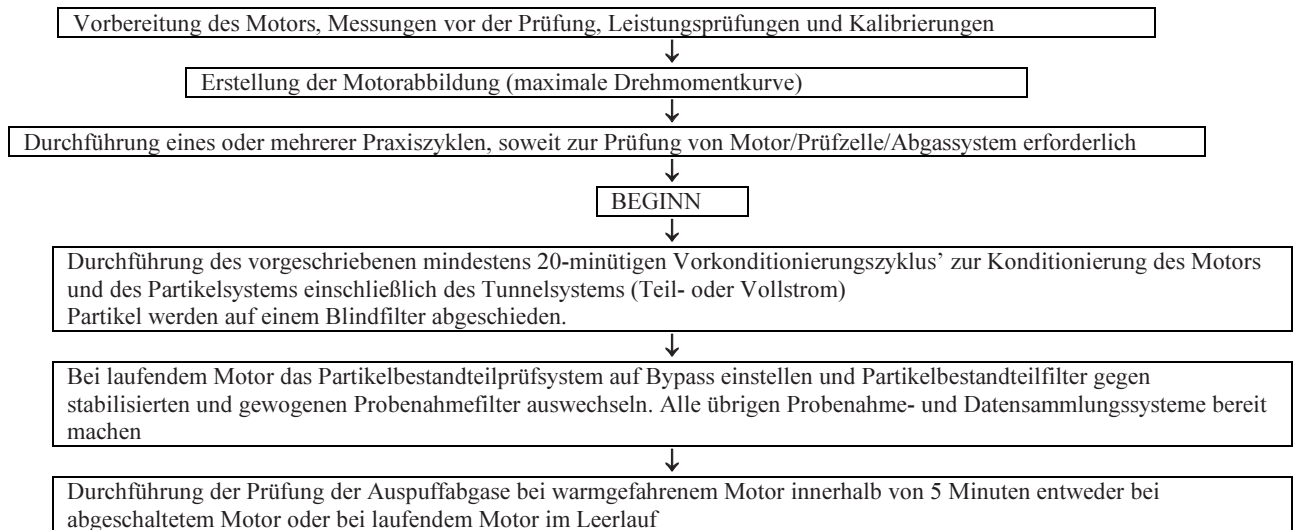 Vorbereitung des Motors, Messungen vor der Prüfung, Leistungsprüfungen und Kalibrierungen
↓
Erstellung der Motorabbildung (maximale Drehmomentkurve)
↓
Durchführung eines oder mehrerer Praxiszyklen, soweit zur Prüfung von Motor/Prüfzelle/Abgassystem erforderlich
↓
BEGINN
↓
Durchführung des vorgeschriebenen mindestens 20-minütigen Vorkonditionierungszyklus’ zur Konditionierung des Motors
und des Partikelsystems einschließlich des Tunnelsystems (Teil- oder Vollstrom)
Partikel werden auf einem Blindfilter abgeschieden.
↓
Bei laufendem Motor das Partikelbestandteilprüfsystem auf Bypass einstellen und Partikelbestandteilfilter gegen
stabilisierten und gewogenen Probenahmefilter auswechseln. Alle übrigen Probenahme- und Datensammlungssysteme bereit
machen
↓
Durchführung der Prüfung der Auspuffabgase bei warmgefahrenem Motor innerhalb von 5 Minuten entweder bei
abgeschaltetem Motor oder bei laufendem Motor im Leerlauf